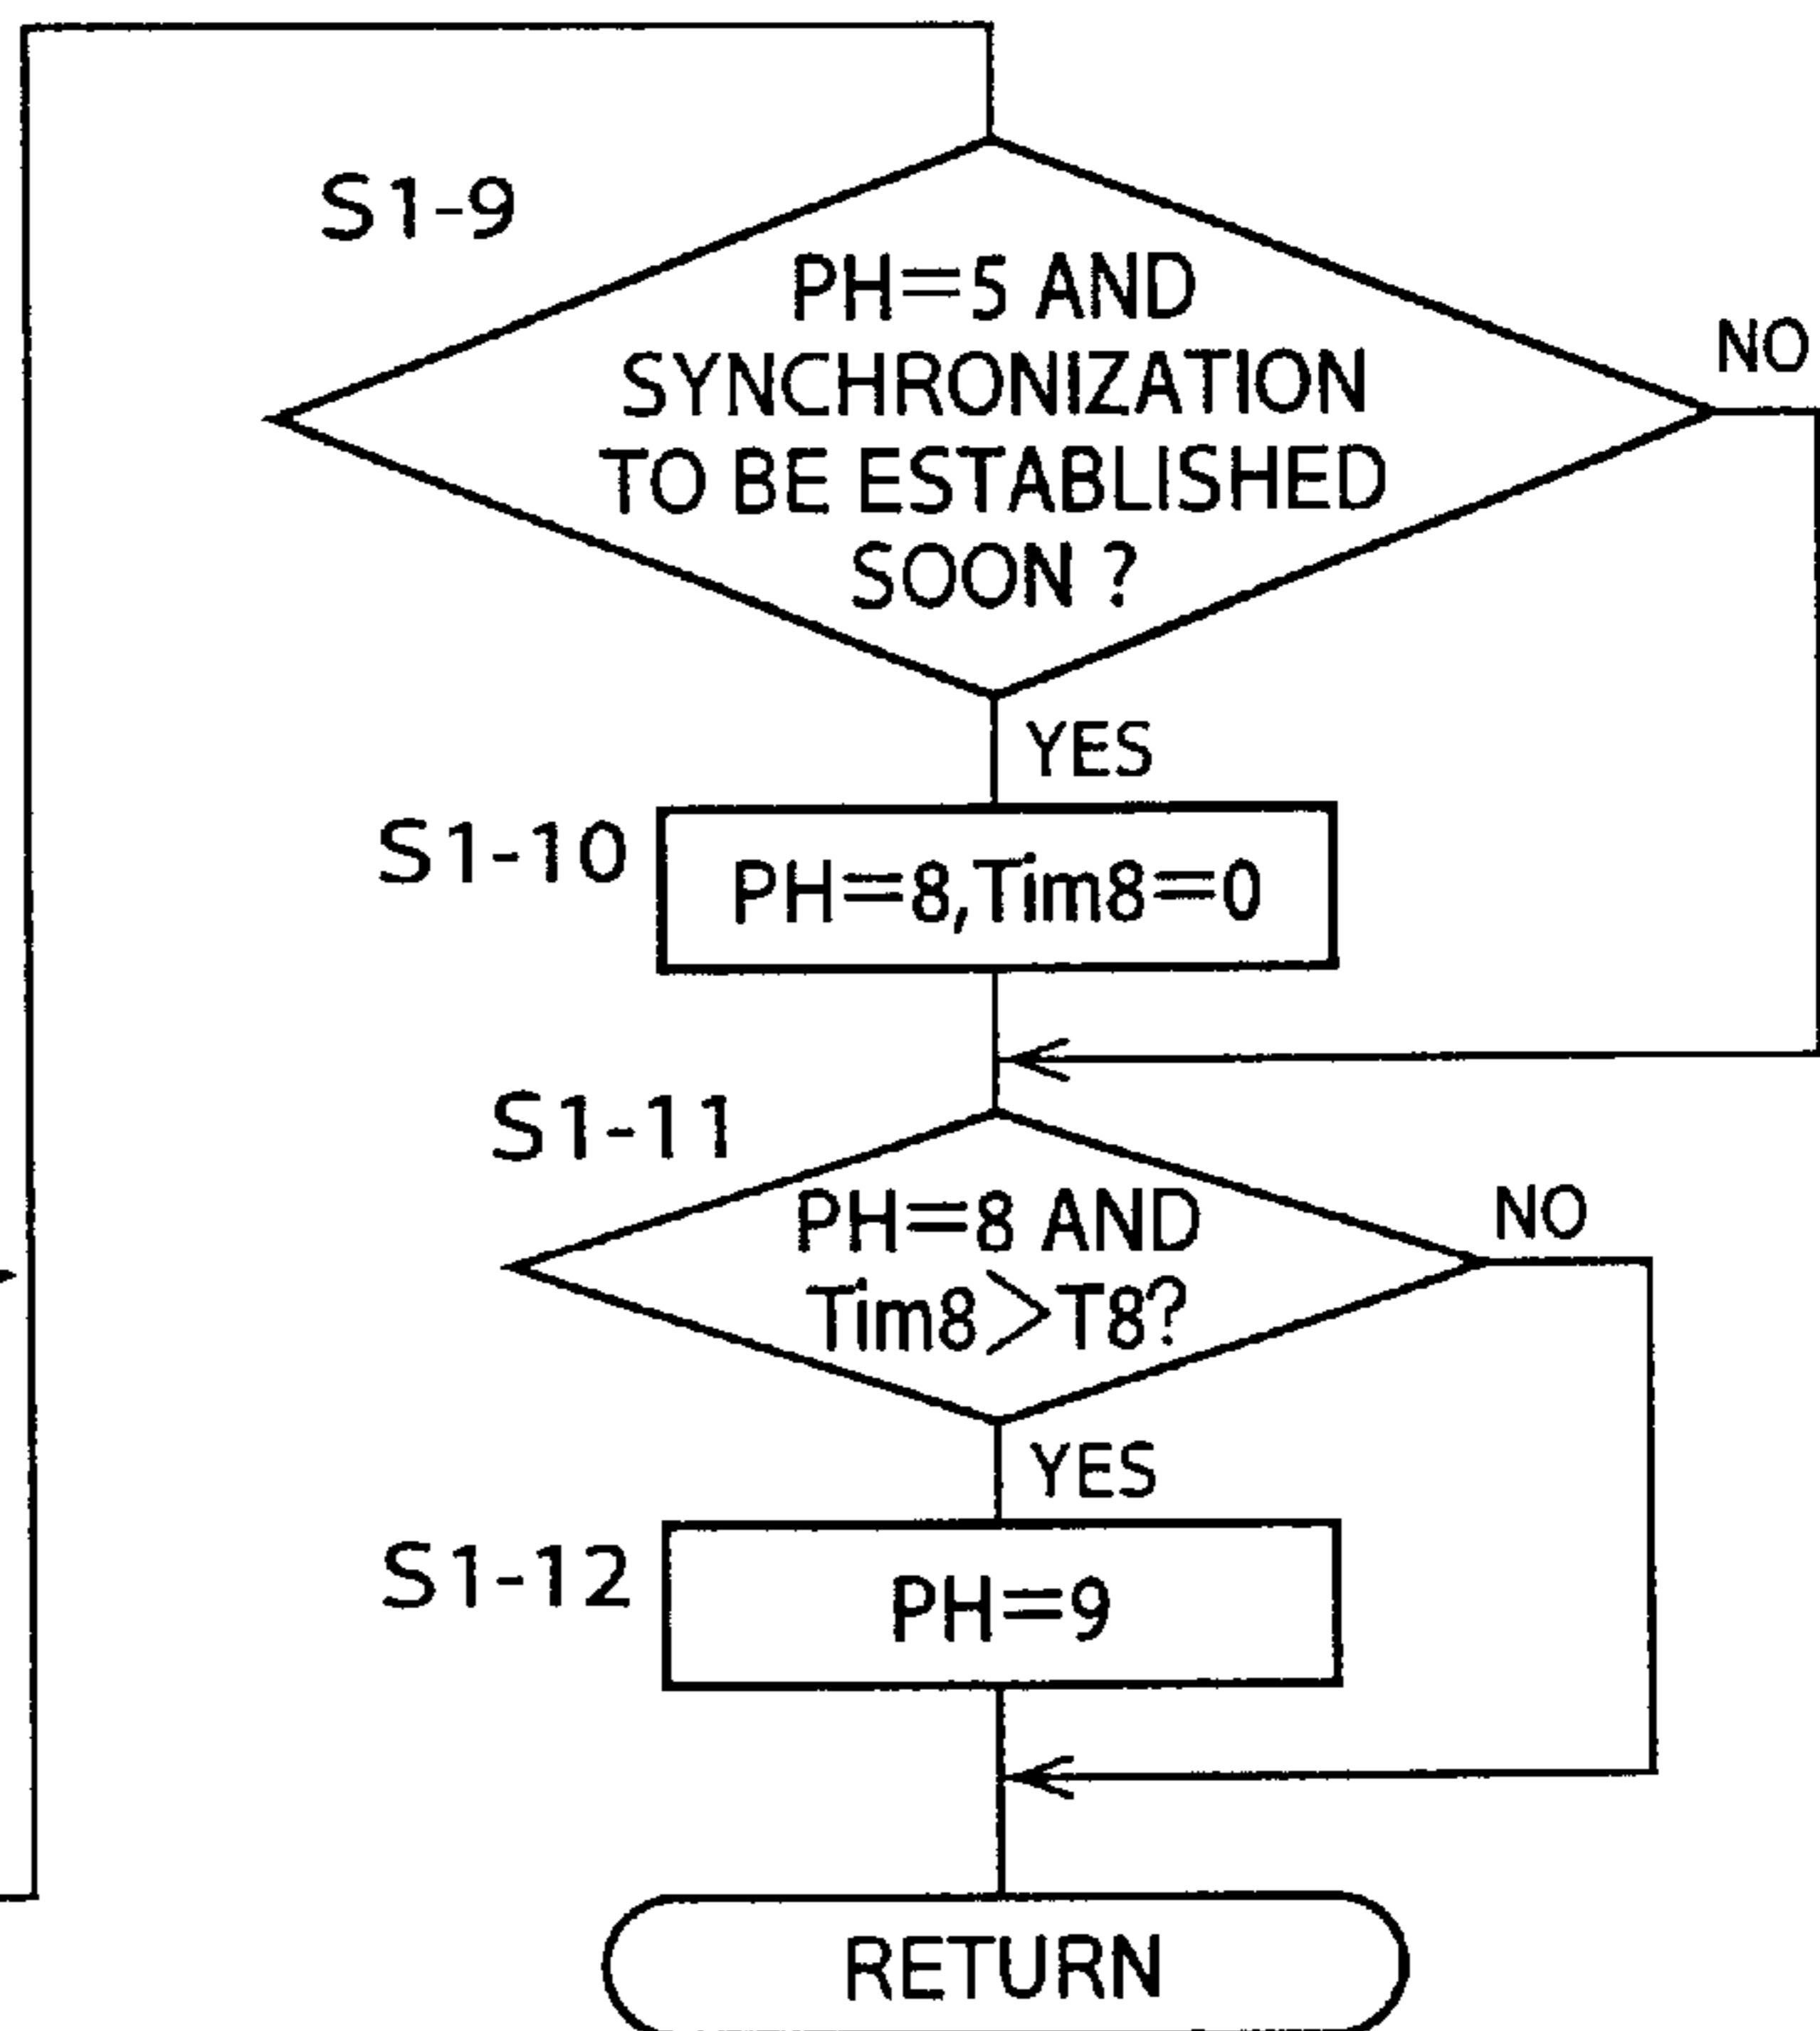 S1-9
PH=5 AND
SYNCHRONIZATION
TO BE ESTABLISHED
SOON ?
NO
YES
S1-10
PH=8,Tim8=0
S1-11
PH=8 AND
Tim8>T8?
NO
YES
S1-12
PH=9
RETURN